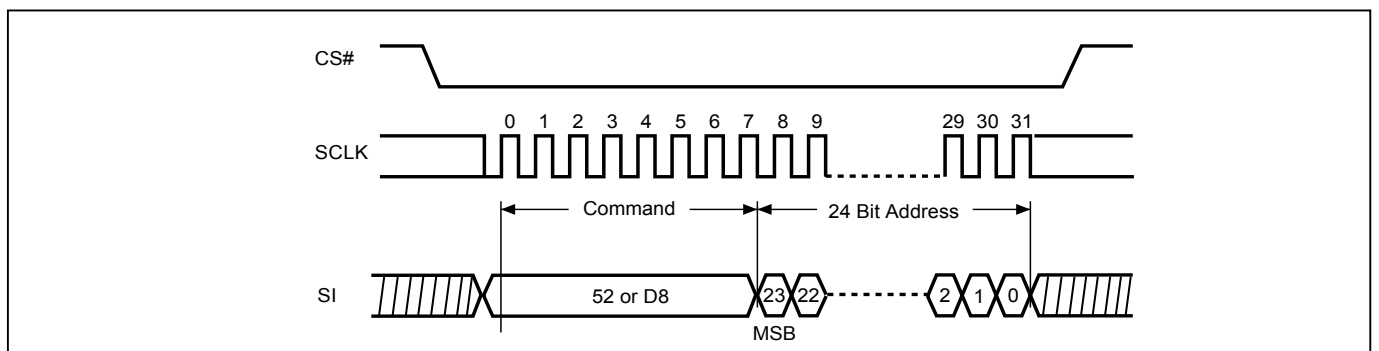 CS#
0 1 2 3 4 5 6 7 8 9 29 30 31
SCLK
Command 24 Bit Address
SI 52 or D8 23 22 2 1 0
MSB